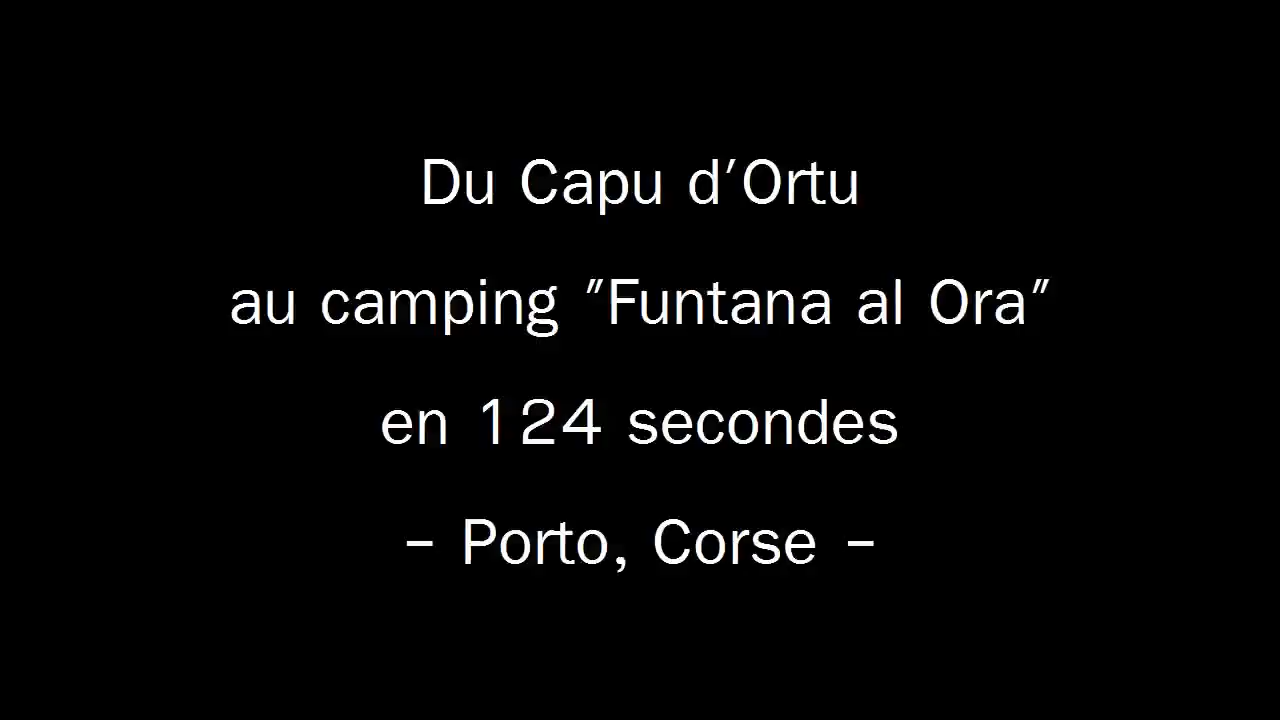 Du Capu d'Ortu
au camping "Funtana al Ora"
en 124 secondes
- Porto, Corse -